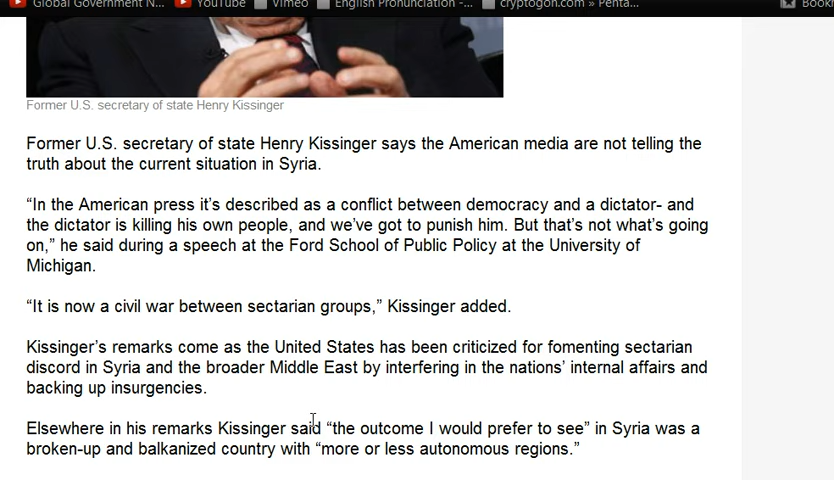 Global Government N... YouTube Vimeo English Pronunciation -... cryptogon.com » Penta... Bookn
Former U.S. secretary of state Henry Kissinger
Former U.S. secretary of state Henry Kissinger says the American media are not telling the
truth about the current situation in Syria.
“In the American press it’s described as a conflict between democracy and a dictator- and
the dictator is killing his own people, and we’ve got to punish him. But that’s not what’s going
on,” he said during a speech at the Ford School of Public Policy at the University of
Michigan.
“It is now a civil war between sectarian groups,” Kissinger added.
Kissinger’s remarks come as the United States has been criticized for fomenting sectarian
discord in Syria and the broader Middle East by interfering in the nations’ internal affairs and
backing up insurgencies.
Elsewhere in his remarks Kissinger said “the outcome I would prefer to see” in Syria was a
broken-up and balkanized country with “more or less autonomous regions.”